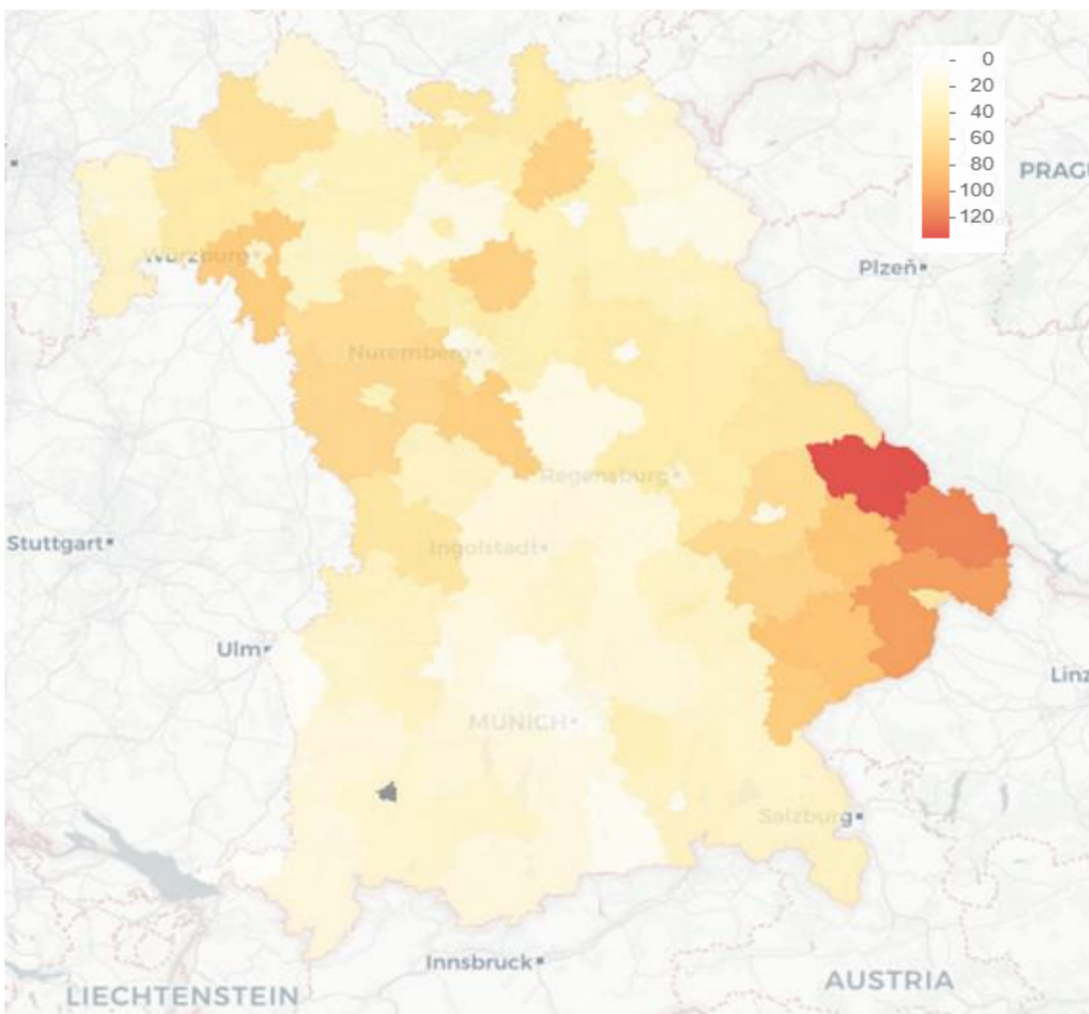 0
20
40
60
80
100
120
PRAGU
Würzburg
Plzeň
Nuremberg
Regensburg
Stuttgart
Ingolstadt
Ulm
Linz
MUNICH
Salzburg
Innsbruck
AUSTRIA
LIECHTENSTEIN